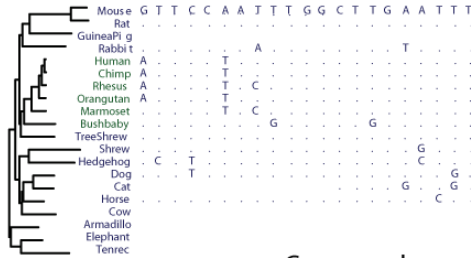 Mouse G T T C C A A T T T G G C T T G A A T T T
Rat . . . . . . . . . . . . . . . . . . . . .
GuineaPig
Rabbit . . . . . . . A . . . . . . . . T . . . .
Human A . . . . T . . . . . . . . . . . . . . .
Chimp A . . . . T . . . . . . . . . . . . . . .
Rhesus A . . . . T . C . . . . . . . . . . . . .
Orangutan A . . . . T . . . . . . . . . . . . . . .
Marmoset . . . . . T . C . . . . . . . . . . . . .
Bushbaby . . . . . . . . G . . . . . G . . . . . .
TreeShrew . . . . . . . . . . . . . . . . . . . . .
Shrew . . . . . . . . . . . . . . . . . G . . .
Hedgehog . C . T . . . . . . . . . . . . . C . . .
Dog . . . T . . . . . . . . . . . . . . . G .
Cat . . . . . . . . . . . . . . . . G . . G .
Horse . . . . . . . . . . . . . . . . . . C . .
Cow
Armadillo
Elephant
Tenrec